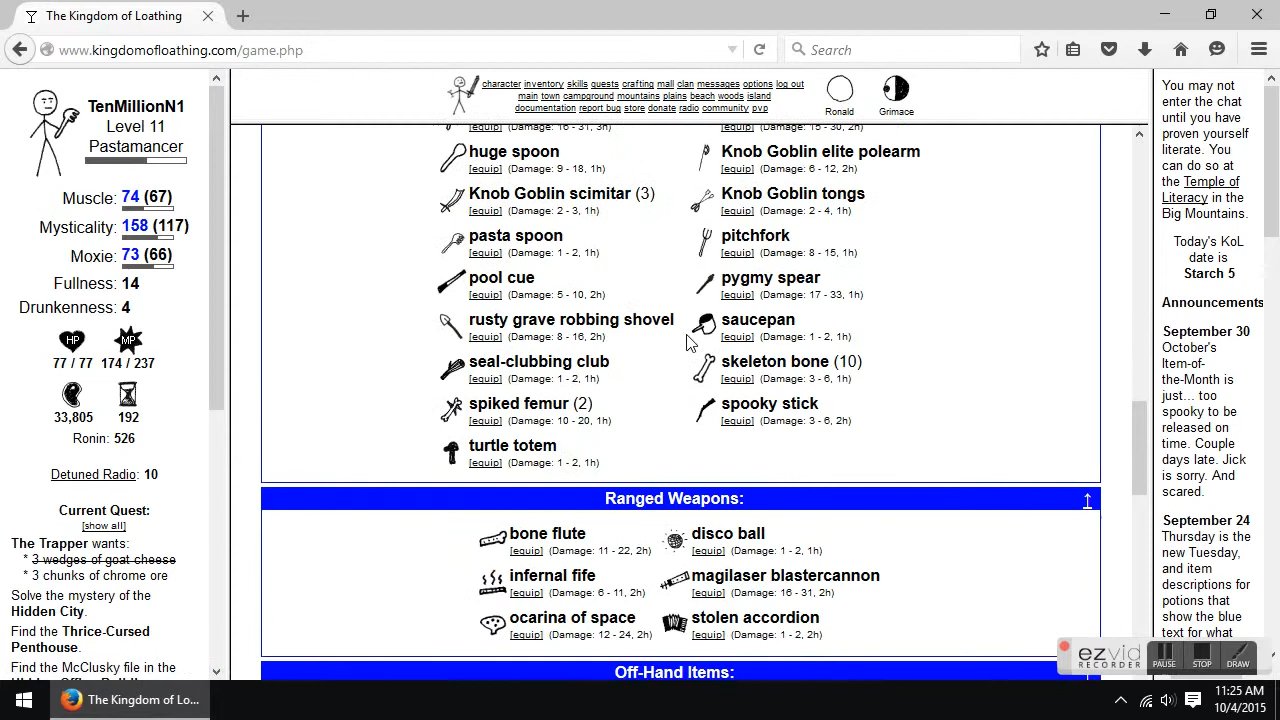 The Kingdom of Loathing
www.kingdomofloathing.com/game.php
Search
TenMillionN1
Level 11
Pastamancer
Muscle: 74 (67)
Mysticality: 158 (117)
Moxie: 73 (66)
Fullness: 14
Drunkenness: 4
HP
MP
77 / 77
174 / 237
33,805
192
Ronin: 526
Detuned Radio: 10
Current Quest:
[show all]
The Trapper wants:
* 3 wedges of goat cheese
* 3 chunks of chrome ore
Solve the mystery of the
Hidden City.
Find the Thrice-Cursed
Penthouse.
Find the McClusky file in the
character inventory skills quests crafting mall clan messages options log out
main town campground mountains plains beach woods island
documentation report bug store donate radio community pvp
Ronald
Grimace
[equip] (Damage: 16 - 31, 3h)
[equip] (Damage: 15 - 30, 2h)
huge spoon
[equip] (Damage: 9 - 18, 1h)
Knob Goblin elite polearm
[equip] (Damage: 6 - 12, 2h)
Knob Goblin scimitar (3)
[equip] (Damage: 2 - 3, 1h)
Knob Goblin tongs
[equip] (Damage: 2 - 4, 1h)
pasta spoon
[equip] (Damage: 1 - 2, 1h)
pitchfork
[equip] (Damage: 8 - 15, 1h)
pool cue
[equip] (Damage: 5 - 10, 2h)
pygmy spear
[equip] (Damage: 17 - 33, 1h)
rusty grave robbing shovel
[equip] (Damage: 8 - 16, 2h)
saucepan
[equip] (Damage: 1 - 2, 1h)
seal-clubbing club
[equip] (Damage: 1 - 2, 1h)
skeleton bone (10)
[equip] (Damage: 3 - 6, 1h)
spiked femur (2)
[equip] (Damage: 10 - 20, 1h)
spooky stick
[equip] (Damage: 3 - 6, 2h)
turtle totem
[equip] (Damage: 1 - 2, 1h)
Ranged Weapons:
bone flute
[equip] (Damage: 11 - 22, 2h)
disco ball
[equip] (Damage: 1 - 2, 1h)
infernal fife
[equip] (Damage: 6 - 11, 2h)
magilaser blastercannon
[equip] (Damage: 16 - 31, 2h)
ocarina of space
[equip] (Damage: 12 - 24, 2h)
stolen accordion
[equip] (Damage: 1 - 2, 1h)
Off-Hand Items:
You may not
enter the chat
until you have
proven yourself
literate. You
can do so at
the Temple of
Literacy in the
Big Mountains.
Today's KoL
date is
Starch 5
Announcements
September 30
October's
Item-of-
the-Month is
just... too
spooky to be
released on
time. Couple
days late. Jick
is sorry. And
scared.
September 24
Thursday is the
new Tuesday,
and item
descriptions for
potions that
show the blue
text for what
ezvid
RECORDER
PAUSE
STOP
DRAW
The Kingdom of Lo...
11:25 AM
10/4/2015